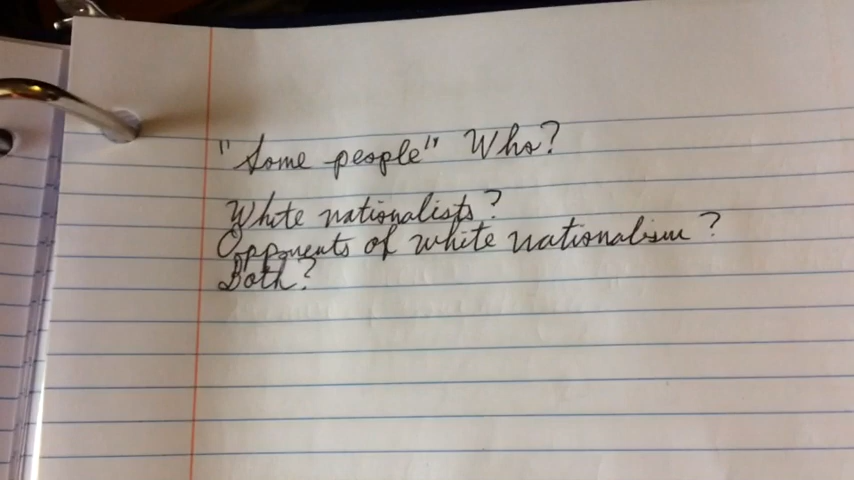 "Some people" Who?
White nationalists?
Opponents of white nationalism?
Both?